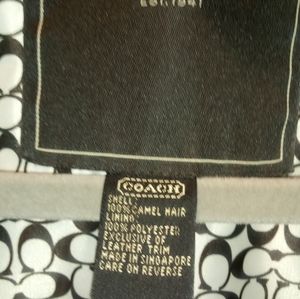 EST. 1941
COACH
SHELL:
100% CAMEL HAIR
LINING:
100% POLYESTER
EXCLUSIVE OF
LEATHER TRIM
MADE IN SINGAPORE
CARE ON REVERSE